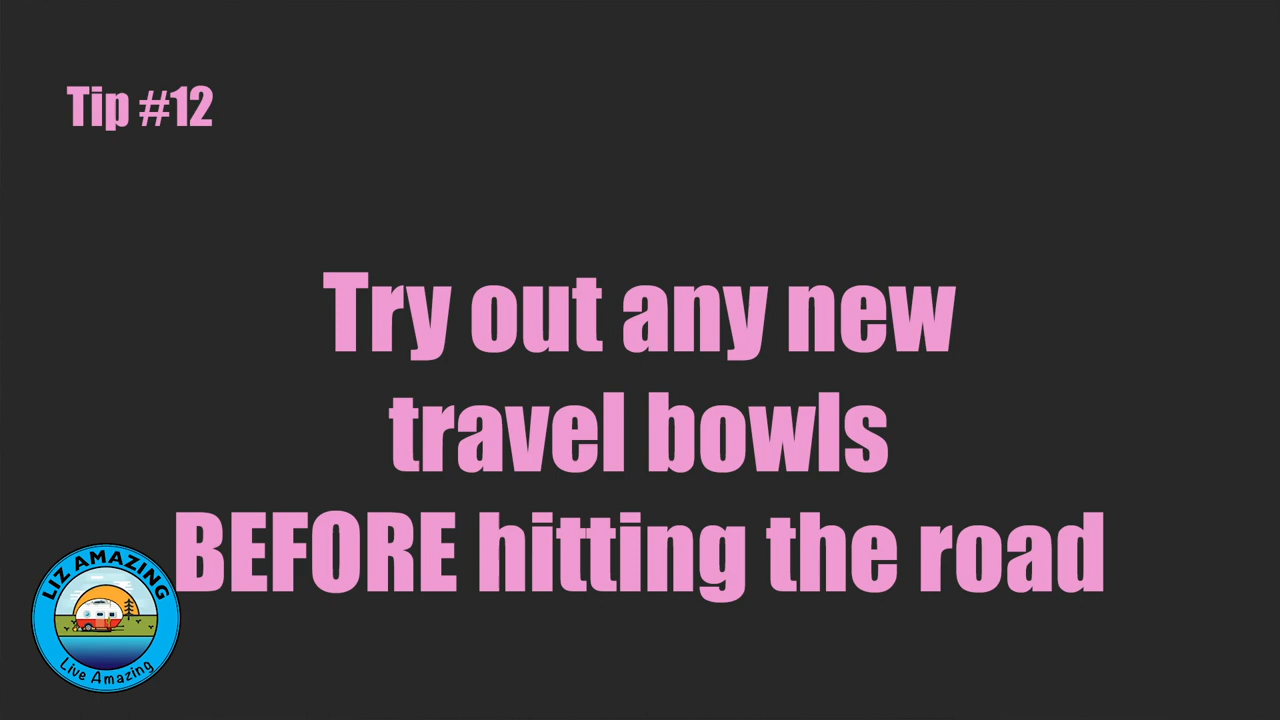 Tip #12
Try out any new
travel bowls
BEFORE hitting the road
LIZ AMAZING
Live Amazing